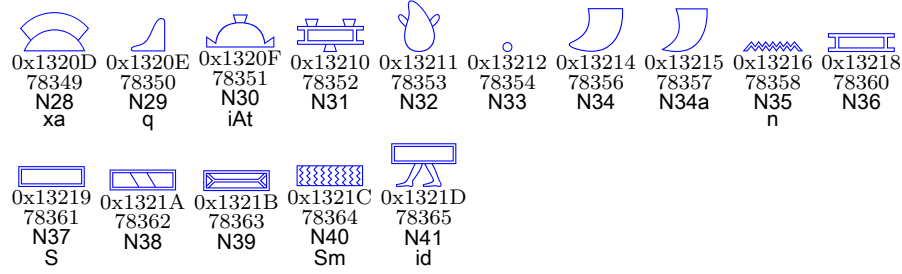 0x1320D 0x1320E 0x1320F 0x13210 0x13211 0x13212 0x13214 0x13215 0x13216 0x13218
78349 78350 78351 78352 78353 78354 78356 78357 78358 78360
N28 N29 N30 N31 N32 N33 N34 N34a N35 N36
xa q iAt n
0x13219 0x1321A 0x1321B 0x1321C 0x1321D
78361 78362 78363 78364 78365
N37 N38 N39 N40 N41
S Sm id